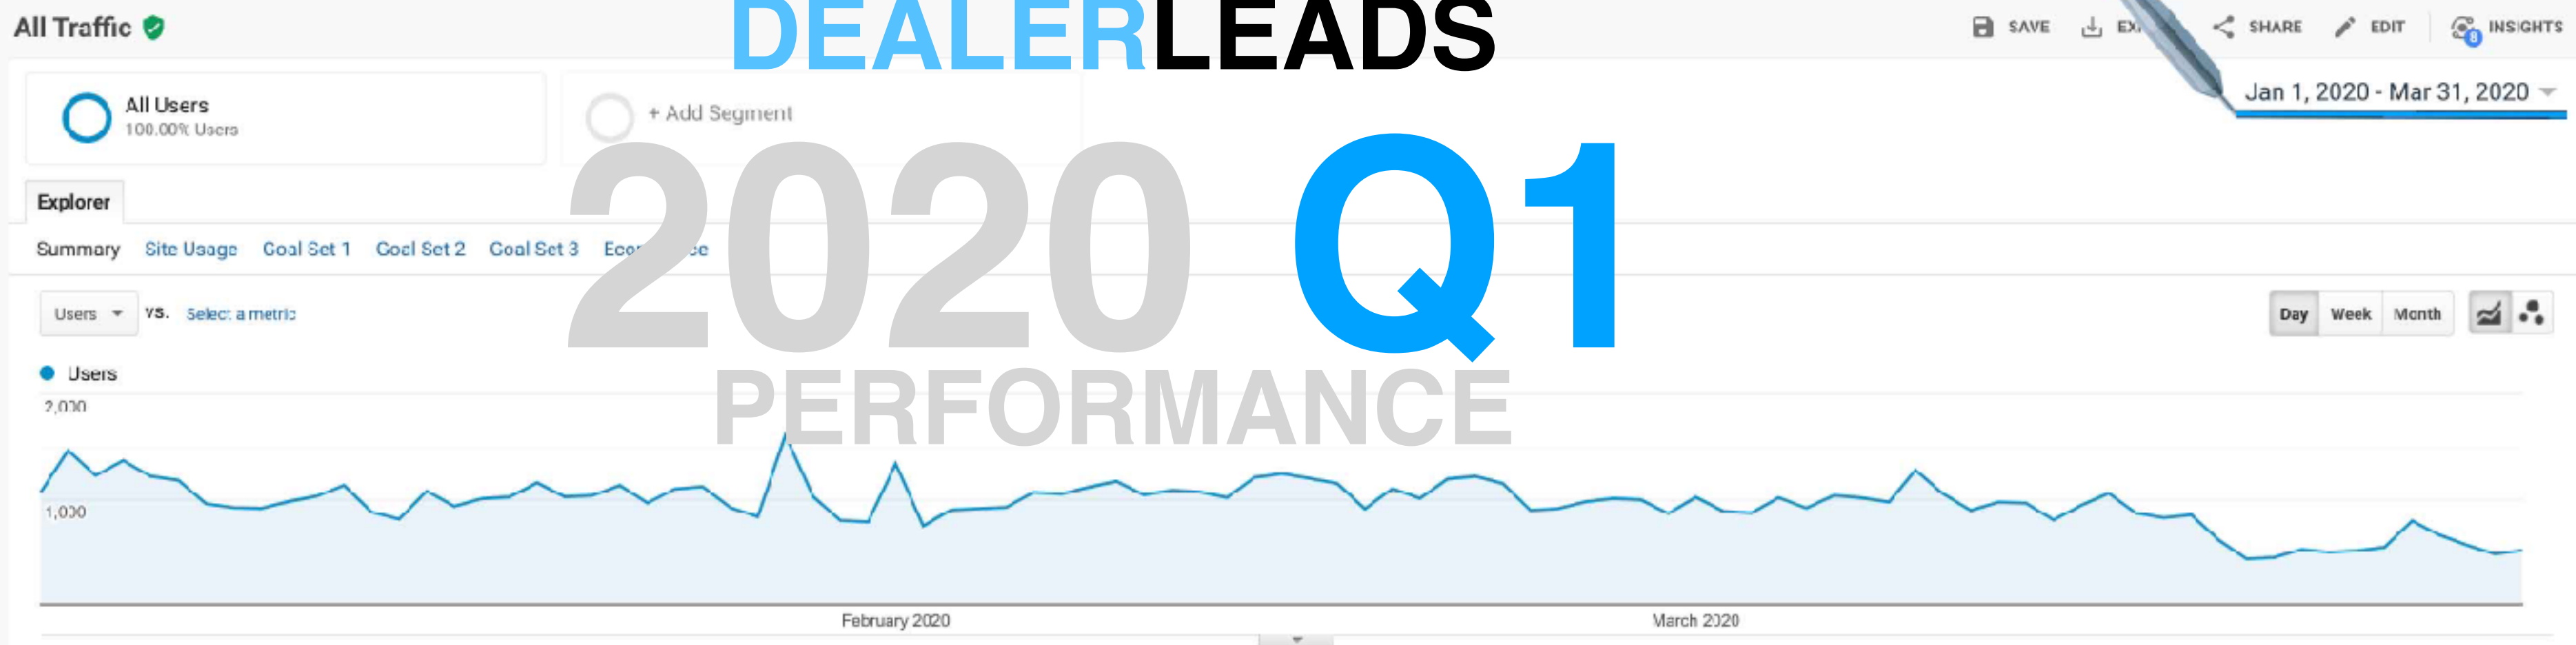 All Traffic
DEALERLEADS
SAVE
SHARE
EDIT
8
INSIGHTS
All Users
100.00% Users
+ Add Segment
Jan 1, 2020 - Mar 31, 2020
2020 Q1
Explorer
Summary Site Usage Goal Set 1 Goal Set 2 Goal Set 3
Users VS. Select a metric
Day Week Month
PERFORMANCE
Users
2,000
1,000
February 2020 March 2020